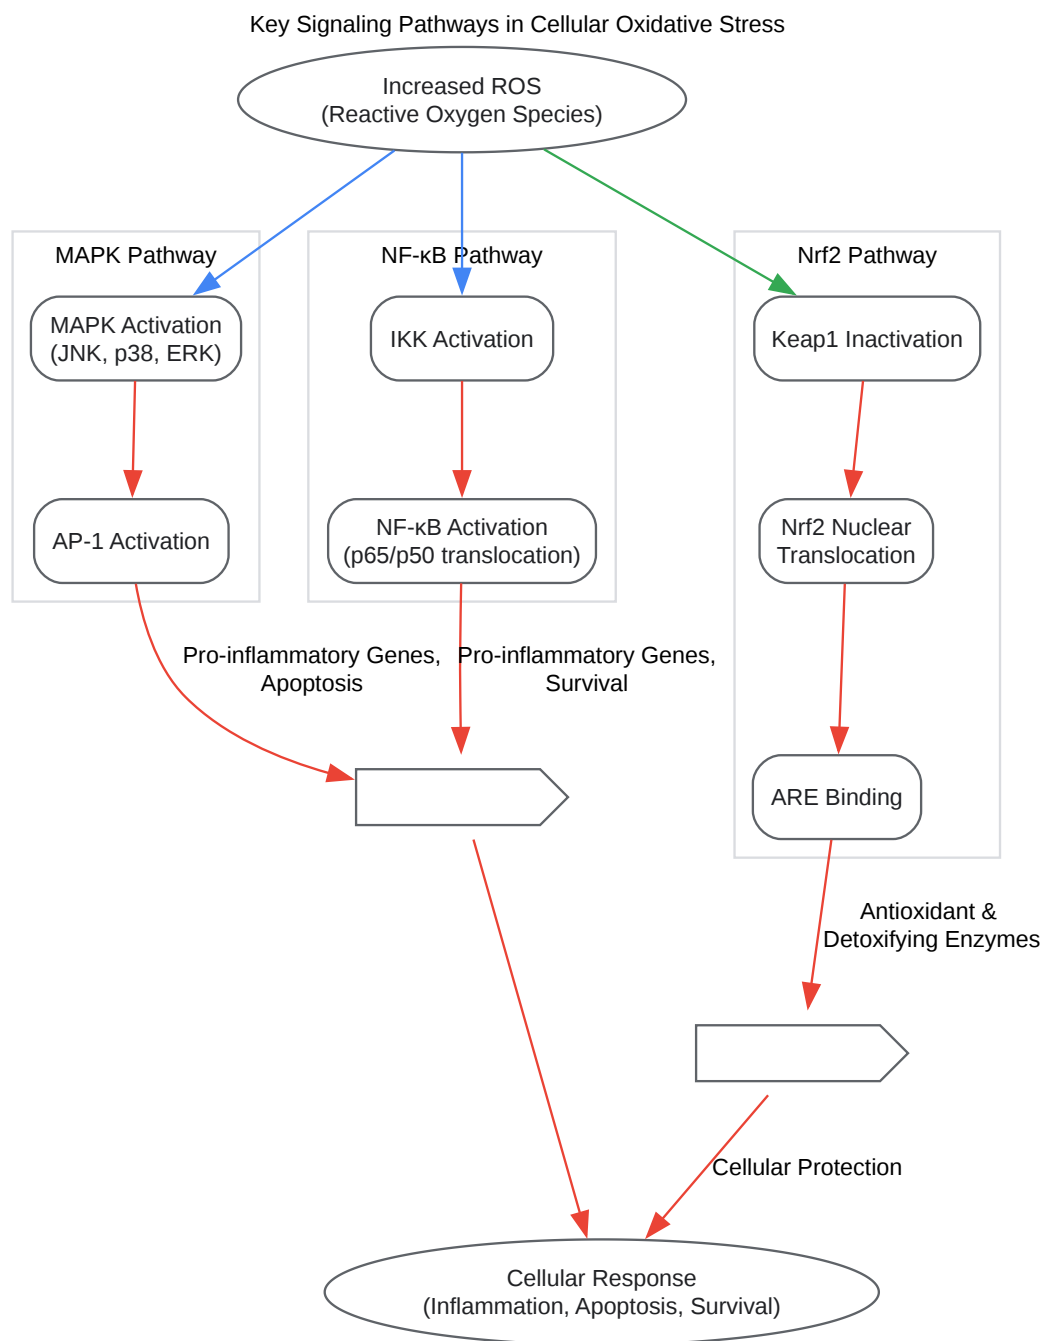 Key Signaling Pathways in Cellular Oxidative Stress
Increased ROS
(Reactive Oxygen Species)
MAPK Pathway
NF-κB Pathway
Nrf2 Pathway
MAPK Activation
(JNK, p38, ERK)
IKK Activation
Keap1 Inactivation
AP-1 Activation
NF-κB Activation
(p65/p50 translocation)
Nrf2 Nuclear
Translocation
Pro-inflammatory Genes,
Apoptosis
Pro-inflammatory Genes,
Survival
ARE Binding
Antioxidant &
Detoxifying Enzymes
Cellular Protection
Cellular Response
(Inflammation, Apoptosis, Survival)